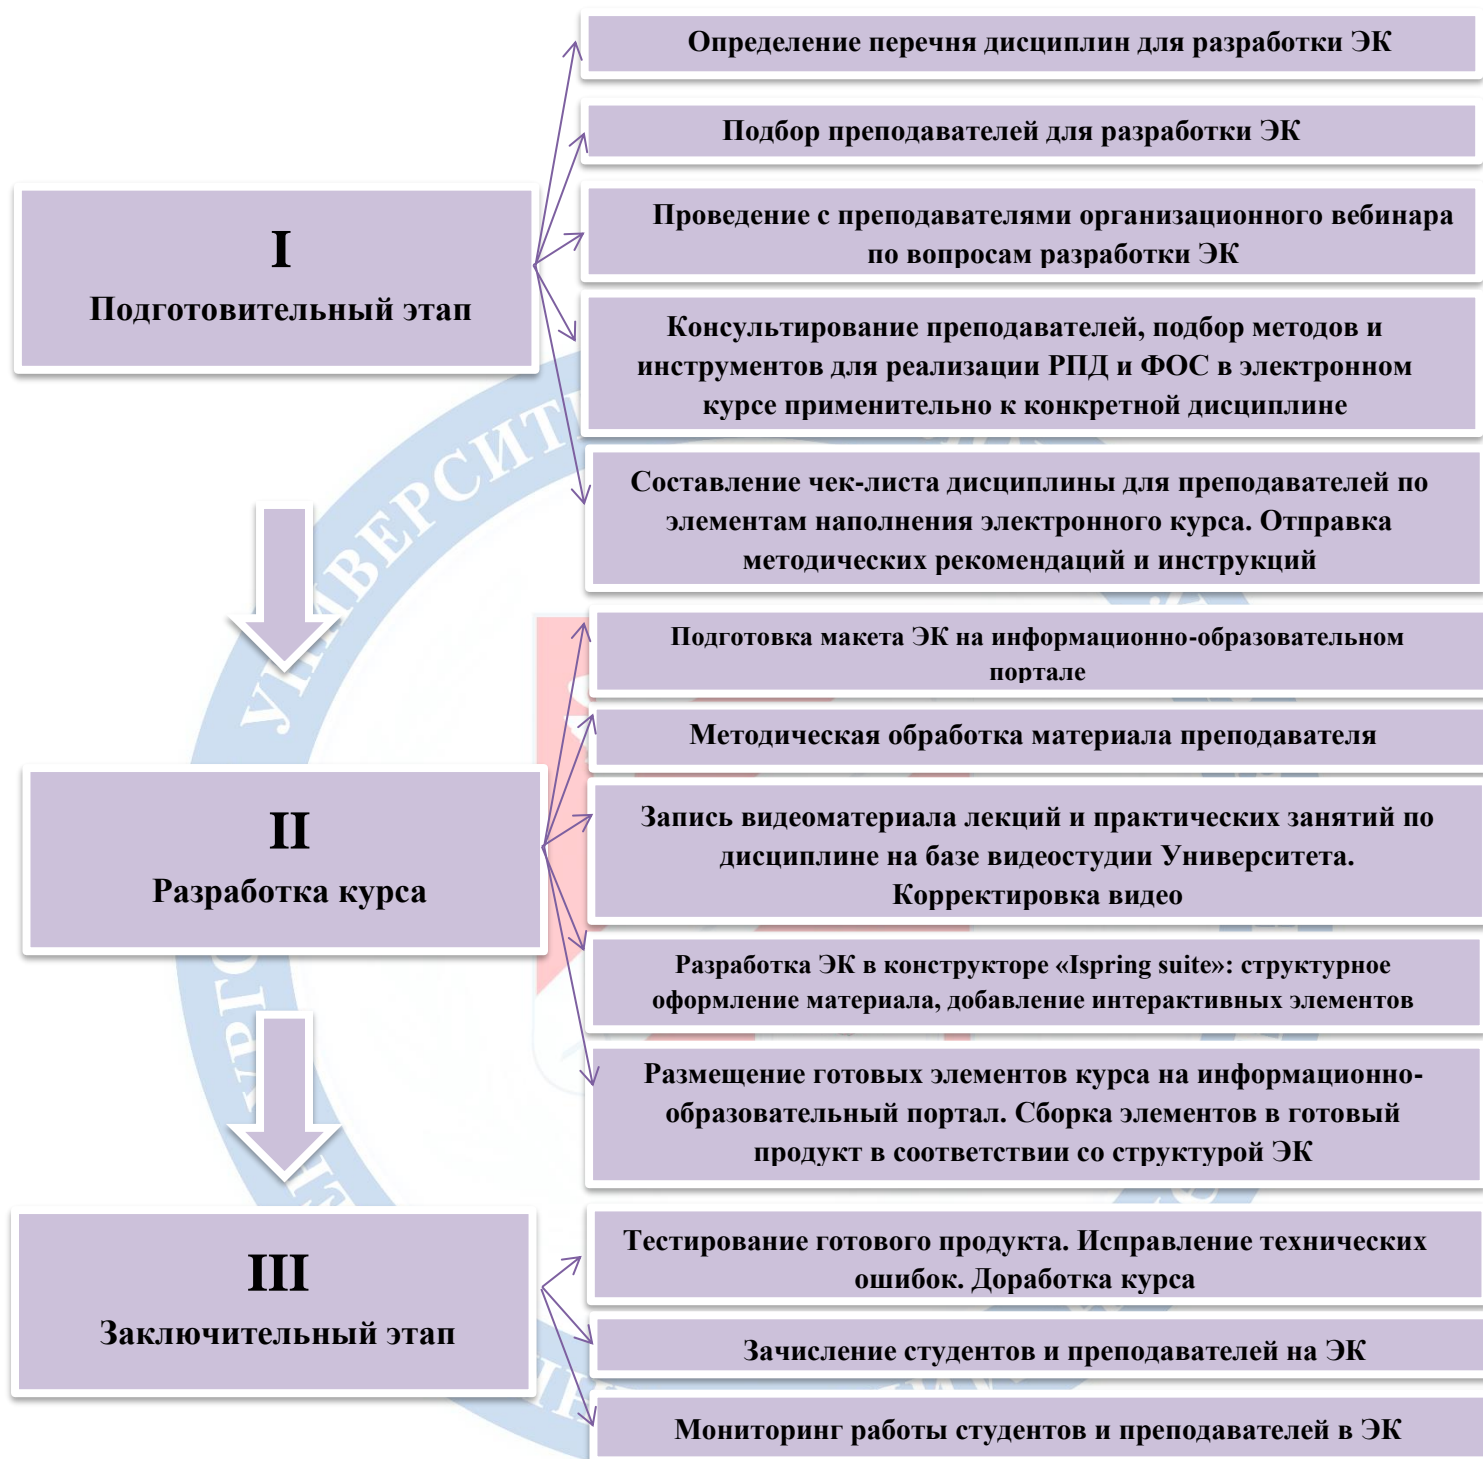 Определение перечня дисциплин для разработки ЭК
Подбор преподавателей для разработки ЭК
I
Подготовительный этап
Проведение с преподавателями организационного вебинара
по вопросам разработки ЭК
Консультирование преподавателей, подбор методов и
инструментов для реализации РПД и ФОС в электронном
курсе применительно к конкретной дисциплине
Составление чек-листа дисциплины для преподавателей по
элементам наполнения электронного курса. Отправка
методических рекомендаций и инструкций
Подготовка макета ЭК на информационно-образовательном
портале
Методическая обработка материала преподавателя
II
Разработка курса
Запись видеоматериала лекций и практических занятий по
дисциплине на базе видеостудии Университета.
Корректировка видео
Разработка ЭК в конструкторе «Ispring suite»: структурное
оформление материала, добавление интерактивных элементов
Размещение готовых элементов курса на информационно-
образовательный портал. Сборка элементов в готовый
продукт в соответствии со структурой ЭК
III
Заключительный этап
Тестирование готового продукта. Исправление технических
ошибок. Доработка курса
Зачисление студентов и преподавателей на ЭК
Мониторинг работы студентов и преподавателей в ЭК